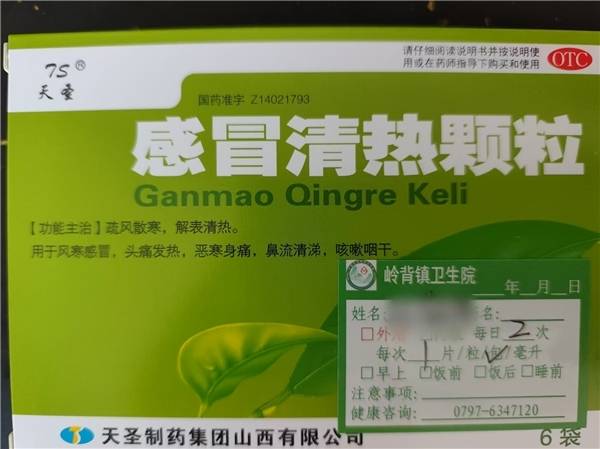 TS®
天圣
请仔细阅读说明书并按说明使
用或在药师指导下购买和使用
OTC
国药准字 Z14021793
感冒清热颗粒
Ganmao Qingre Keli
【功能主治】疏风散寒，解表清热。
用于风寒感冒，头痛发热，恶寒身痛，鼻流清涕，咳嗽咽干。
岭背镇卫生院
年 月 日
姓名: 名:
□外 每日 2 次
每次 1 片/粒/包/毫升
□早上 □饭前 □饭后 □睡前
注意事项:
健康咨询: 0797-6347120
天圣制药集团山西有限公司
6 袋